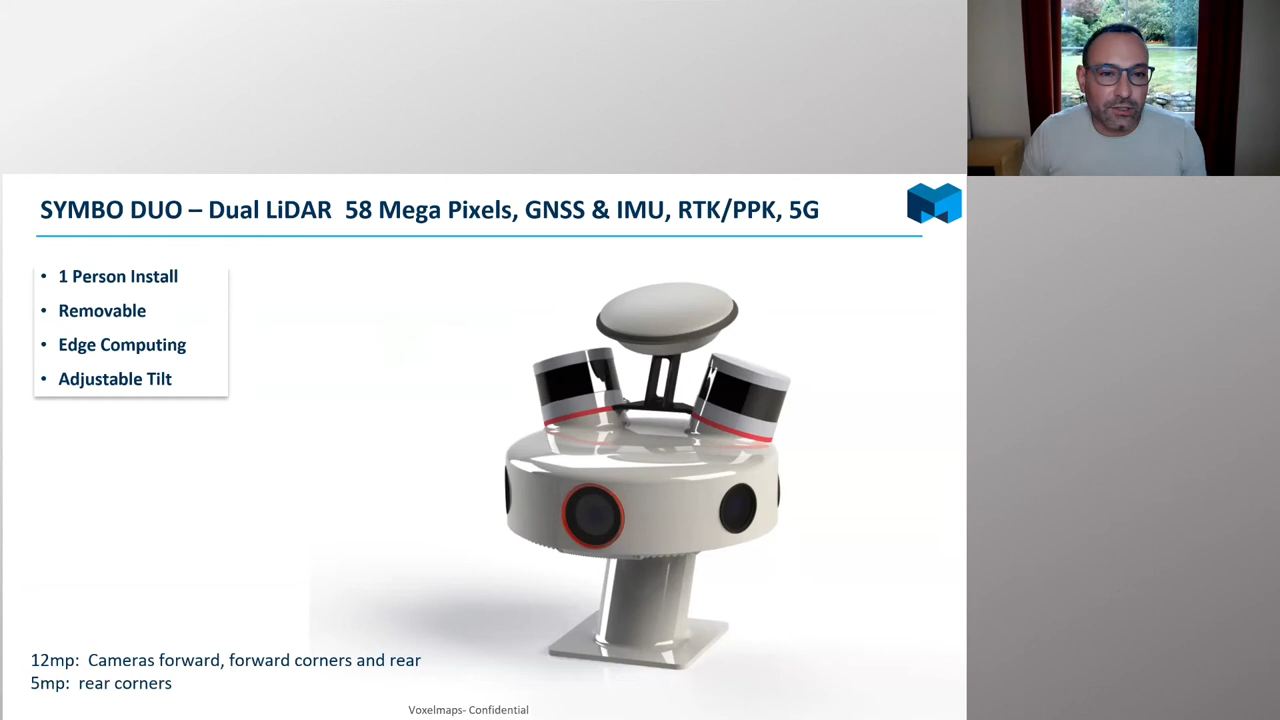 SYMBO DUO – Dual LiDAR  58 Mega Pixels, GNSS & IMU, RTK/PPK, 5G
• 1 Person Install
• Removable
• Edge Computing
• Adjustable Tilt
12mp:  Cameras forward, forward corners and rear
5mp:  rear corners
Voxelmaps- Confidential